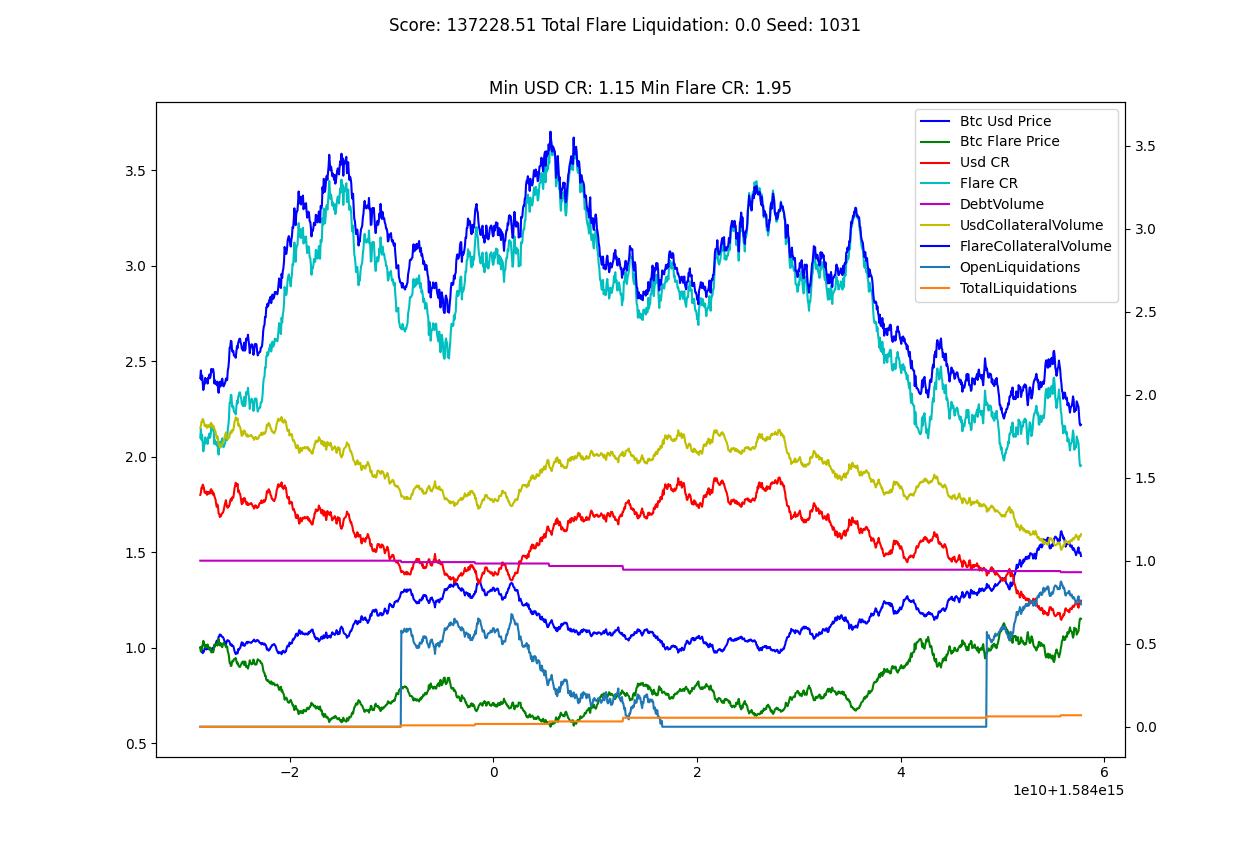 Score: 137228.51 Total Flare Liquidation: 0.0 Seed: 1031
Min USD CR: 1.15 Min Flare CR: 1.95
Btc Usd Price
Btc Flare Price
Usd CR
Flare CR
DebtVolume
UsdCollateralVolume
FlareCollateralVolume
OpenLiquidations
TotalLiquidations
3.5
3.0
2.5
2.0
1.5
1.0
0.5
3.5
3.0
2.5
2.0
1.5
1.0
0.5
0.0
−2
0
2
4
6
1e10+1.584e15